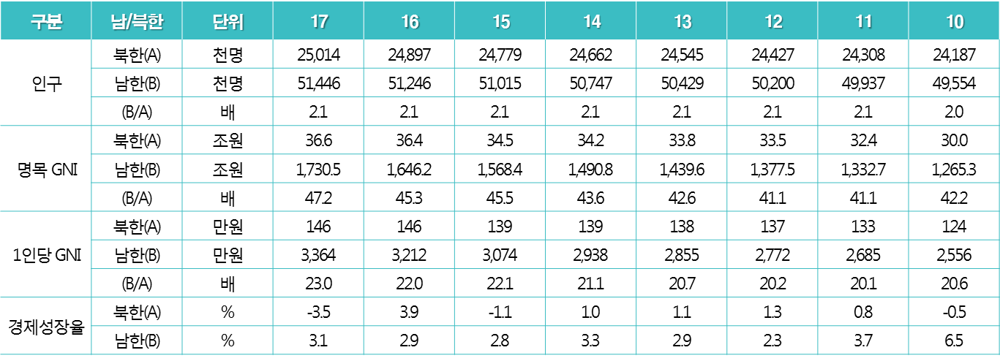 구분 남/북한 단위 17 16 15 14 13 12 11 10
인구 북한(A) 천명 25,014 24,897 24,779 24,662 24,545 24,427 24,308 24,187
남한(B) 천명 51,446 51,246 51,015 50,747 50,429 50,200 49,937 49,554
(B/A) 배 2.1 2.1 2.1 2.1 2.1 2.1 2.1 2.0
명목 GNI 북한(A) 조원 36.6 36.4 34.5 34.2 33.8 33.5 32.4 30.0
남한(B) 조원 1,730.5 1,646.2 1,568.4 1,490.8 1,439.6 1,377.5 1,332.7 1,265.3
(B/A) 배 47.2 45.3 45.5 43.6 42.6 41.1 41.1 42.2
1인당 GNI 북한(A) 만원 146 146 139 139 138 137 133 124
남한(B) 만원 3,364 3,212 3,074 2,938 2,855 2,772 2,685 2,556
(B/A) 배 23.0 22.0 22.1 21.1 20.7 20.2 20.1 20.6
경제성장율 북한(A) % -3.5 3.9 -1.1 1.0 1.1 1.3 0.8 -0.5
남한(B) % 3.1 2.9 2.8 3.3 2.9 2.3 3.7 6.5